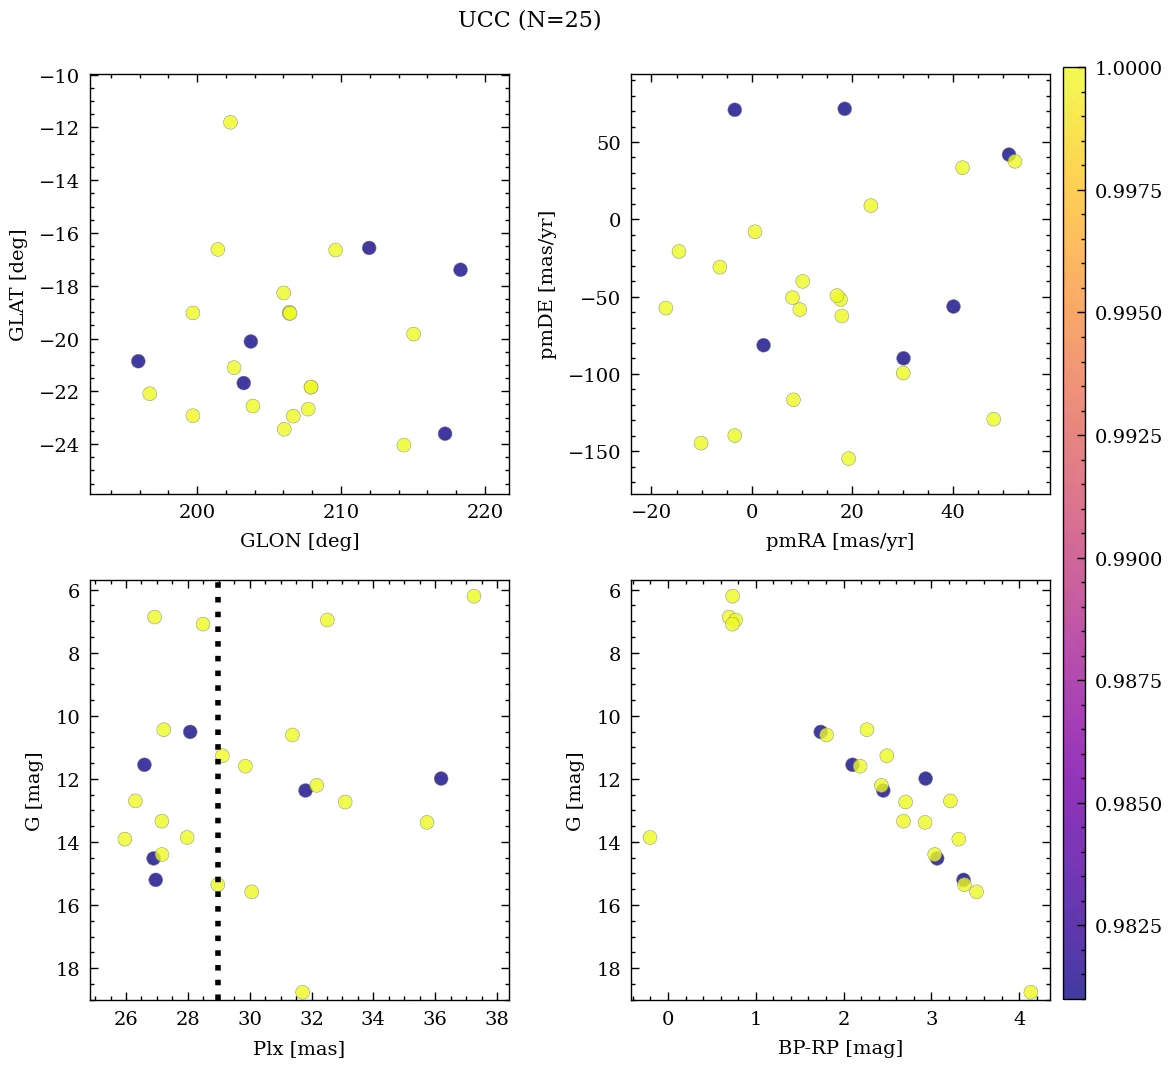 UCC (N=25)
−10
−12
−14
−16
−18
−20
−22
−24
GLAT [deg]
200 210 220
GLON [deg]
50
0
−50
−100
−150
pmDE [mas/yr]
−20 0 20 40
pmRA [mas/yr]
1.0000
0.9975
0.9950
0.9925
0.9900
0.9875
0.9850
0.9825
6
8
10
12
14
16
18
G [mag]
26 28 30 32 34 36 38
Plx [mas]
6
8
10
12
14
16
18
G [mag]
0 1 2 3 4
BP-RP [mag]